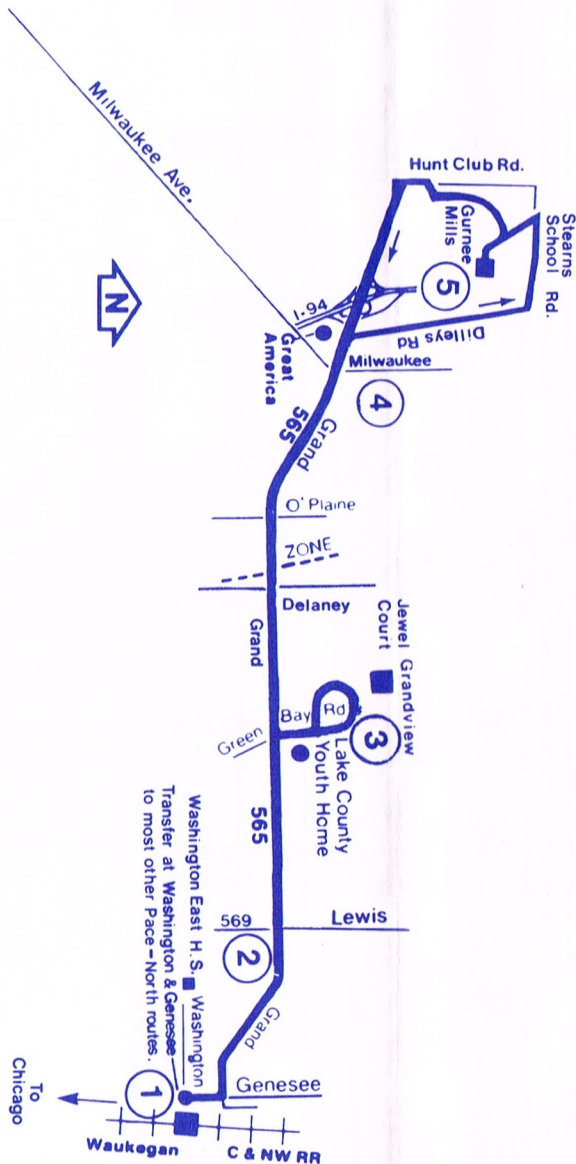 Milwaukee Ave.
Hunt Club Rd.
Stearns
School Rd.
Gurnee
Mills
5
I-94
Dilleys Rd
Great
America
Milwaukee
4
565
Grand
N
O' Plaine
ZONE
Delaney
Grand
Jewel Grandview
Court
Bay Rd
3
Green
Lake County
Youth Home
565
569
Lewis
2
Grand
Washington East H.S.
Washington
Transfer at Washington & Genesee
to most other Pace-North routes.
Genesee
1
To
Chicago
Waukegan
C & NW RR